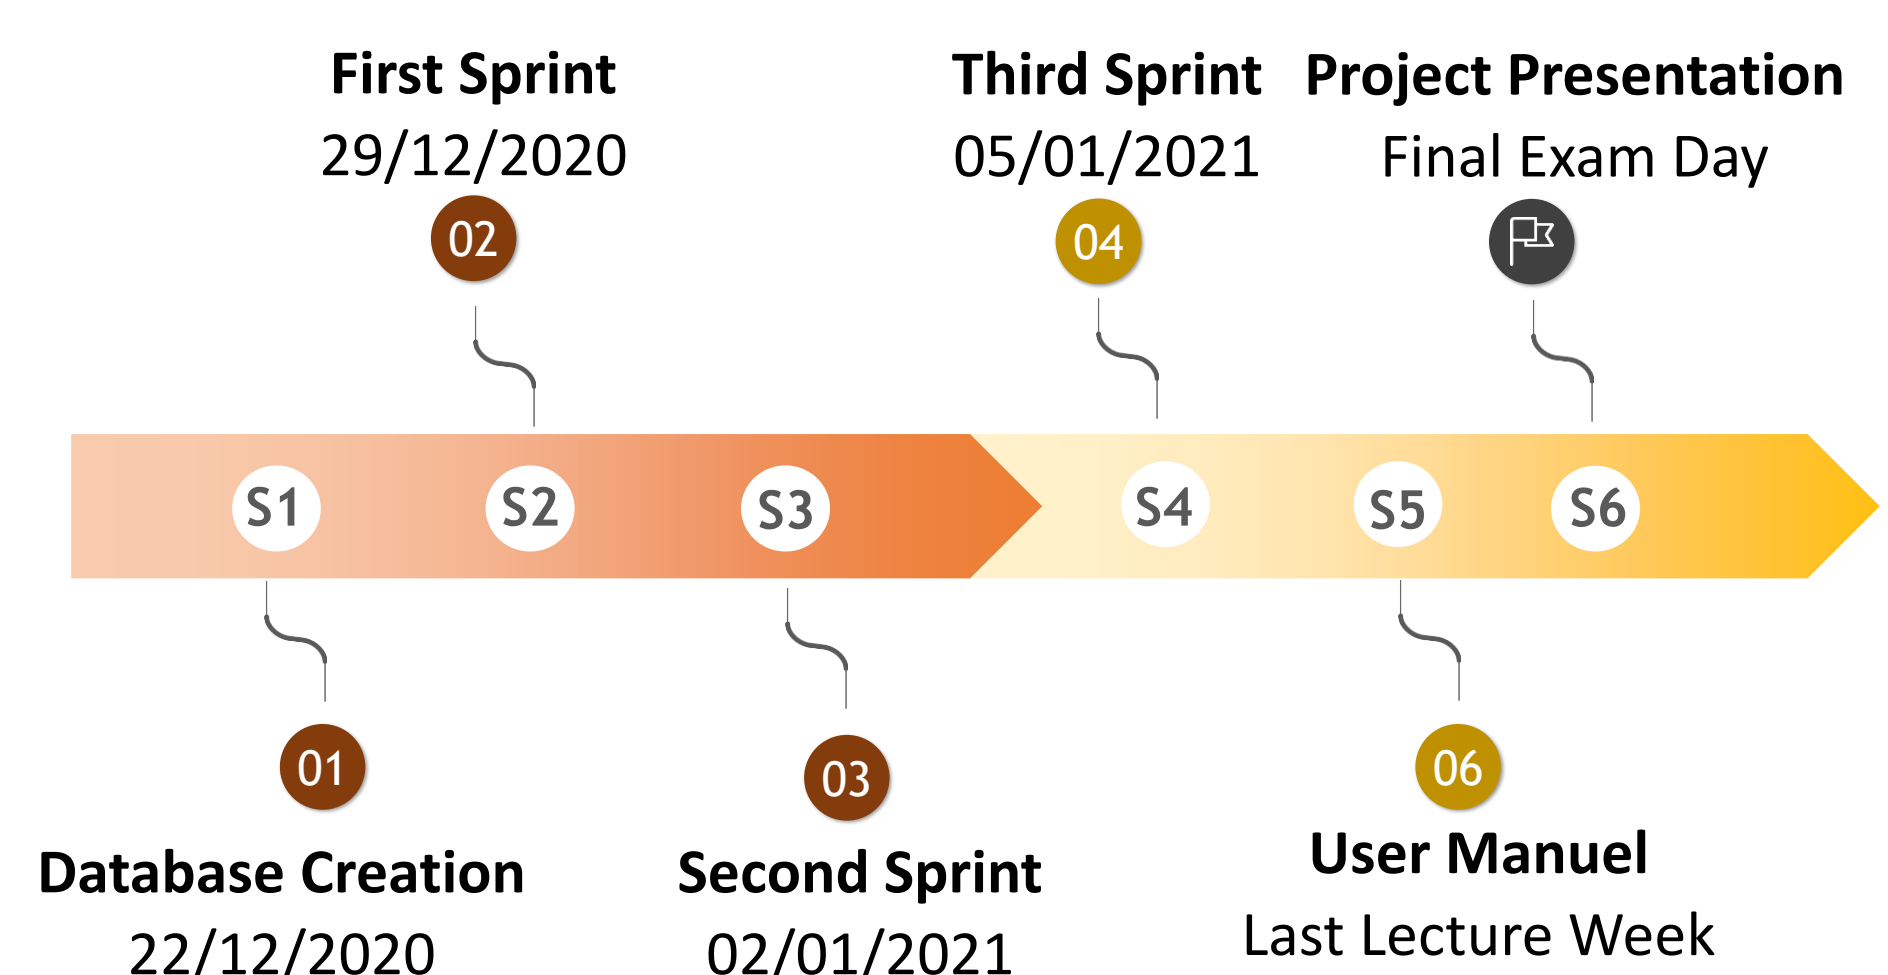 First Sprint
29/12/2020
02
Third Sprint
05/01/2021
04
Project Presentation
Final Exam Day
S1
S2
S3
S4
S5
S6
01
Database Creation
22/12/2020
03
Second Sprint
02/01/2021
06
User Manuel
Last Lecture Week